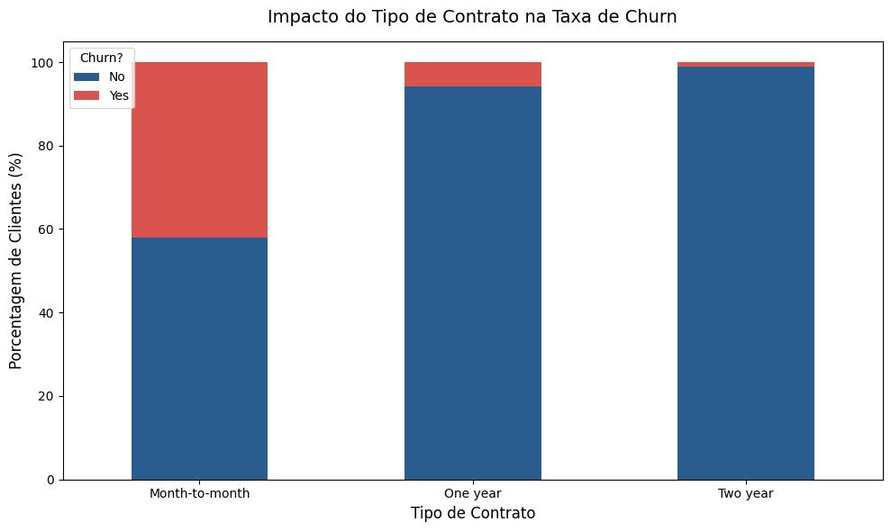 Impacto do Tipo de Contrato na Taxa de Churn
Churn?
No
Yes
Porcentagem de Clientes (%)
100
80
60
40
20
0
Month-to-month
One year
Two year
Tipo de Contrato